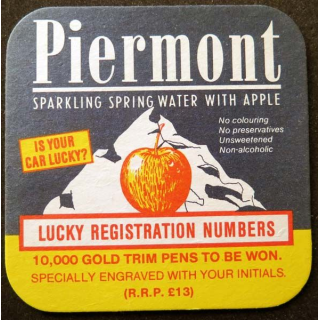 Piermont
SPARKLING SPRING WATER WITH APPLE
No colouring
No preservatives
Unsweetened
Non-alcoholic
IS YOUR
CAR LUCKY?
LUCKY REGISTRATION NUMBERS
10,000 GOLD TRIM PENS TO BE WON.
SPECIALLY ENGRAVED WITH YOUR INITIALS.
(R.R.P. £13)